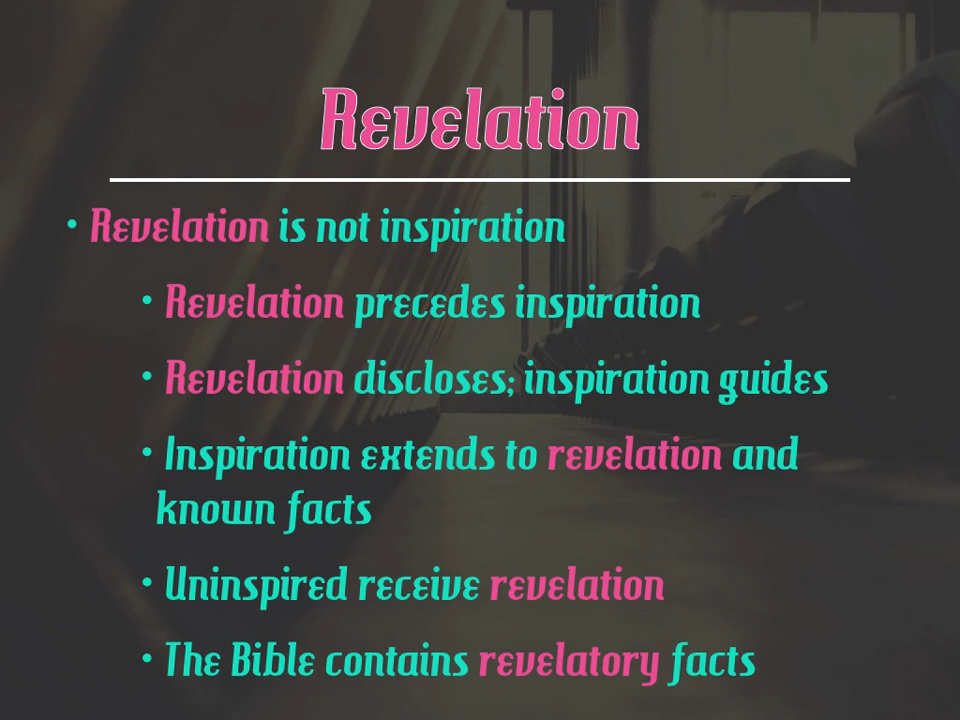 Revelation
• Revelation is not inspiration
• Revelation precedes inspiration
• Revelation discloses; inspiration guides
• Inspiration extends to revelation and
known facts
• Uninspired receive revelation
• The Bible contains revelatory facts